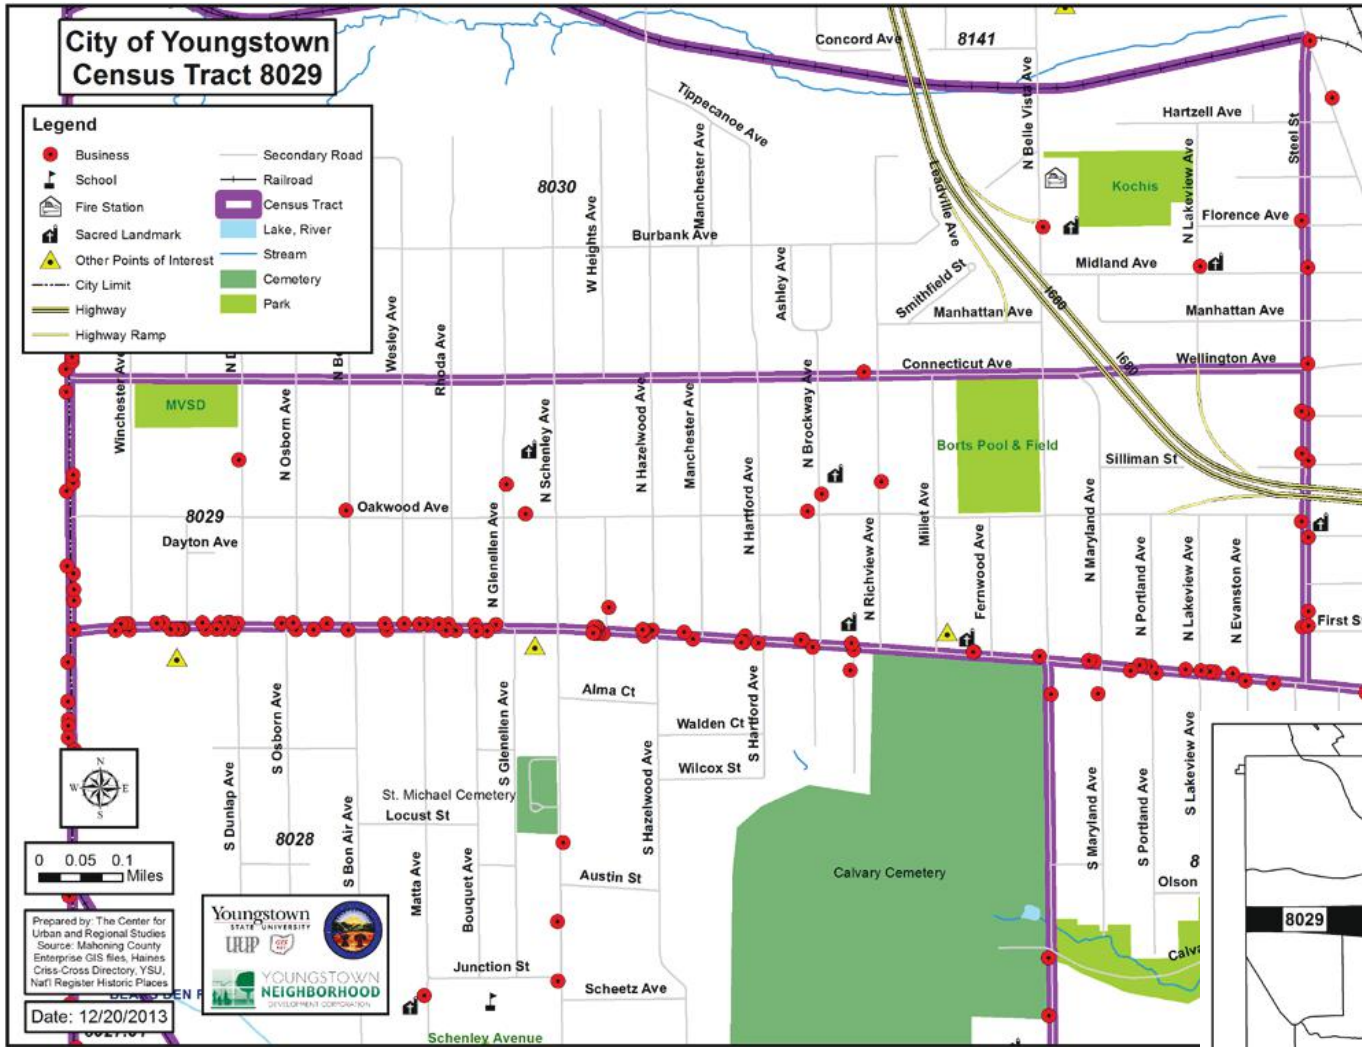 City of Youngstown
Census Tract 8029
Legend
Business
School
Fire Station
Sacred Landmark
Other Points of Interest
City Limit
Highway
Highway Ramp
Secondary Road
Railroad
Census Tract
Lake, River
Stream
Cemetery
Park
Concord Ave
8141
Tippecanoe Ave
Manchester Ave
N Belle Vista Ave
Hartzell Ave
Steel St
8030
Kochis
N Lakeview Ave
Florence Ave
Leadville Ave
W Heights Ave
Burbank Ave
Midland Ave
Ashley Ave
Smithfield St
I680
Manhattan Ave
Manhattan Ave
Wesley Ave
Rhoda Ave
Winchester Ave
N D
N Bo
Connecticut Ave
I680
Wellington Ave
MVSD
N Osborn Ave
N Schenley Ave
N Hazelwood Ave
Manchester Ave
N Hartford Ave
N Brockway Ave
Borts Pool & Field
Silliman St
Oakwood Ave
8029
Dayton Ave
N Glenellen Ave
N Richview Ave
Millet Ave
Fernwood Ave
N Maryland Ave
N Portland Ave
N Lakeview Ave
N Evanston Ave
First S
Alma Ct
Walden Ct
Wilcox St
S Hartford Ave
S Osborn Ave
S Glenellen Ave
S Hazelwood Ave
S Dunlap Ave
St. Michael Cemetery
Locust St
8028
S Bon Air Ave
Matta Ave
Bouquet Ave
Austin St
Calvary Cemetery
S Maryland Ave
S Portland Ave
S Lakeview Ave
8
Olson
Calva
Junction St
Scheetz Ave
Schenley Avenue
N
W
E
S
0 0.05 0.1
Miles
Prepared by: The Center for
Urban and Regional Studies
Source: Mahoning County
Enterprise GIS files, Haines
Criss-Cross Directory, YSU,
Nat'l Register Historic Places
Date: 12/20/2013
Youngstown
STATE UNIVERSITY
YOUNGSTOWN
NEIGHBORHOOD
DEVELOPMENT CORPORATION
8029